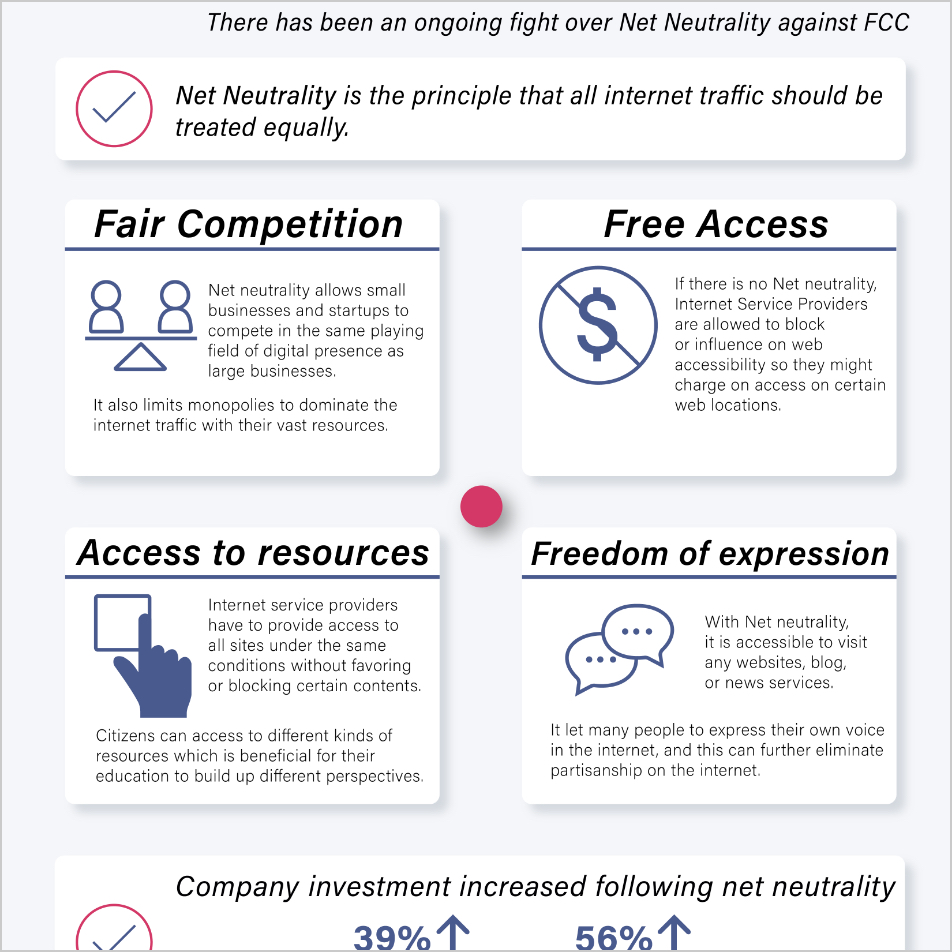 There has been an ongoing fight over Net Neutrality against FCC
Net Neutrality is the principle that all internet traffic should be
treated equally.
Fair Competition
Net neutrality allows small
businesses and startups to
compete in the same playing
field of digital presence as
large businesses.
It also limits monopolies to dominate the
internet traffic with their vast resources.
Free Access
$
If there is no Net neutrality,
Internet Service Providers
are allowed to block
or influence on web
accessibility so they might
charge on access on certain
web locations.
Access to resources
Internet service providers
have to provide access to
all sites under the same
conditions without favoring
or blocking certain contents.
Citizens can access to different kinds of
resources which is beneficial for their
education to build up different perspectives.
Freedom of expression
With Net neutrality,
it is accessible to visit
any websites, blog,
or news services.
It let many people to express their own voice
in the internet, and this can further eliminate
partisanship on the internet.
Company investment increased following net neutrality
39% 56%